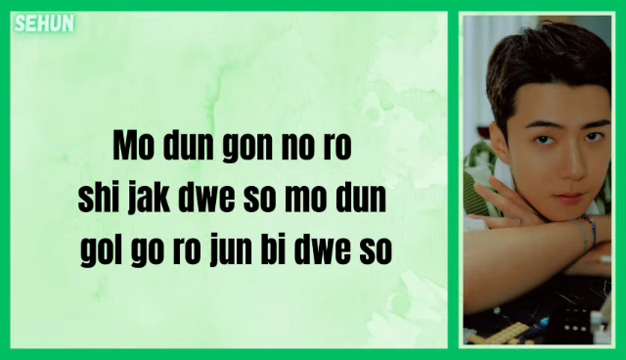 SEHUN
Mo dun gon no ro
shi jak dwe so mo dun
gol go ro jun bi dwe so